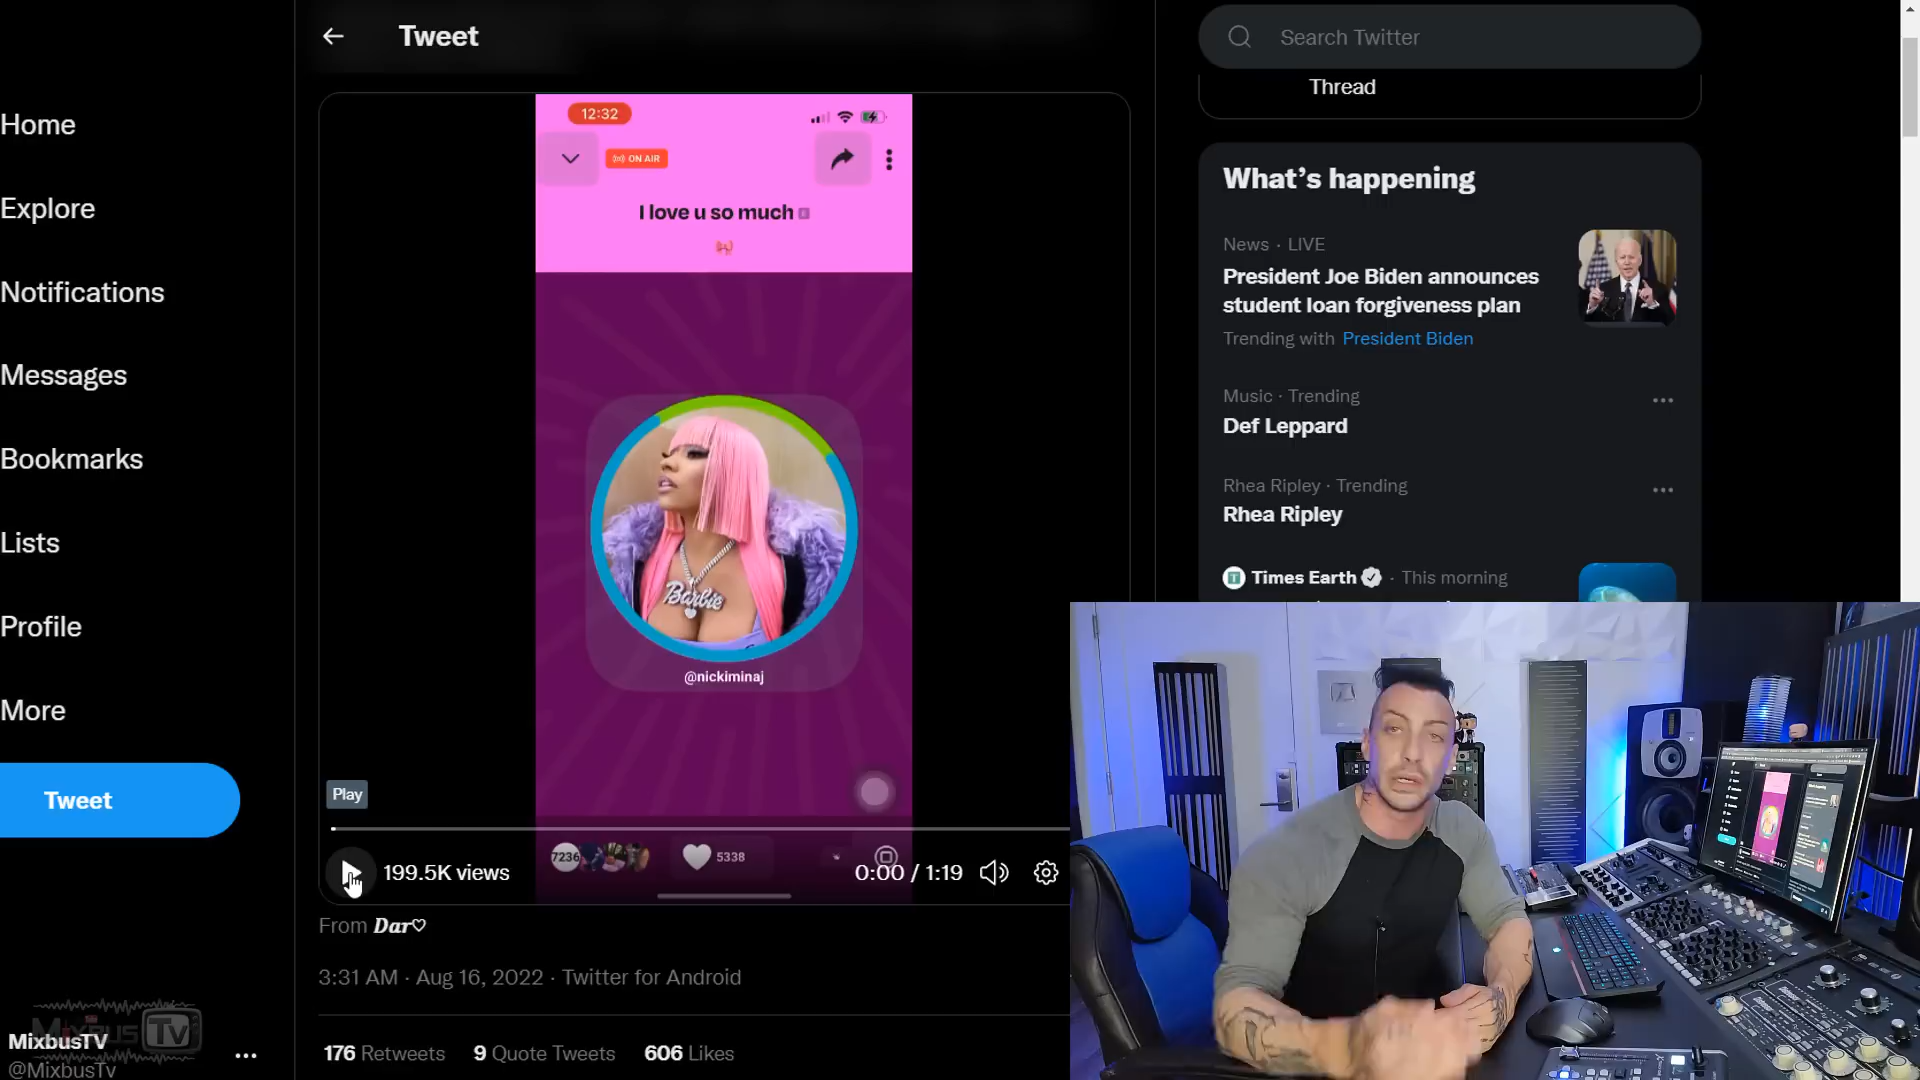 Home
Explore
Notifications
Messages
Bookmarks
Lists
Profile
More
Tweet
MixbusTV
MixbusTV
@MixbusTv
Tweet
12:32
ON AIR
I love u so much
Barbie
@nickiminaj
Play
7236
5338
199.5K views
0:00 / 1:19
From Dar♡
3:31 AM · Aug 16, 2022 · Twitter for Android
176 Retweets 9 Quote Tweets 606 Likes
Search Twitter
Thread
What's happening
News · LIVE
President Joe Biden announces
student loan forgiveness plan
Trending with President Biden
Music · Trending
Def Leppard
Rhea Ripley · Trending
Rhea Ripley
Times Earth · This morning